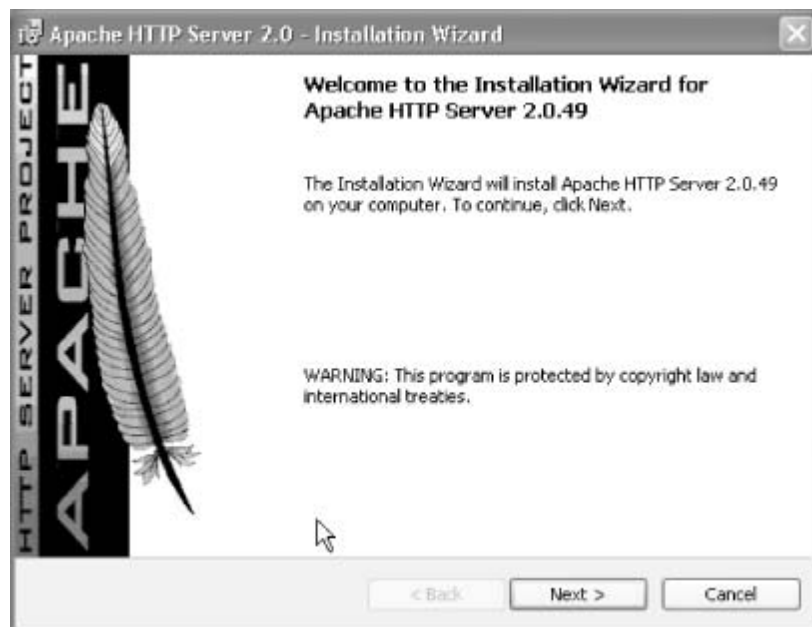 Apache HTTP Server 2.0 - Installation Wizard
HTTP SERVER PROJECT
APACHE
Welcome to the Installation Wizard for
Apache HTTP Server 2.0.49
The Installation Wizard will install Apache HTTP Server 2.0.49
on your computer. To continue, click Next.
WARNING: This program is protected by copyright law and
international treaties.
< Back
Next >
Cancel